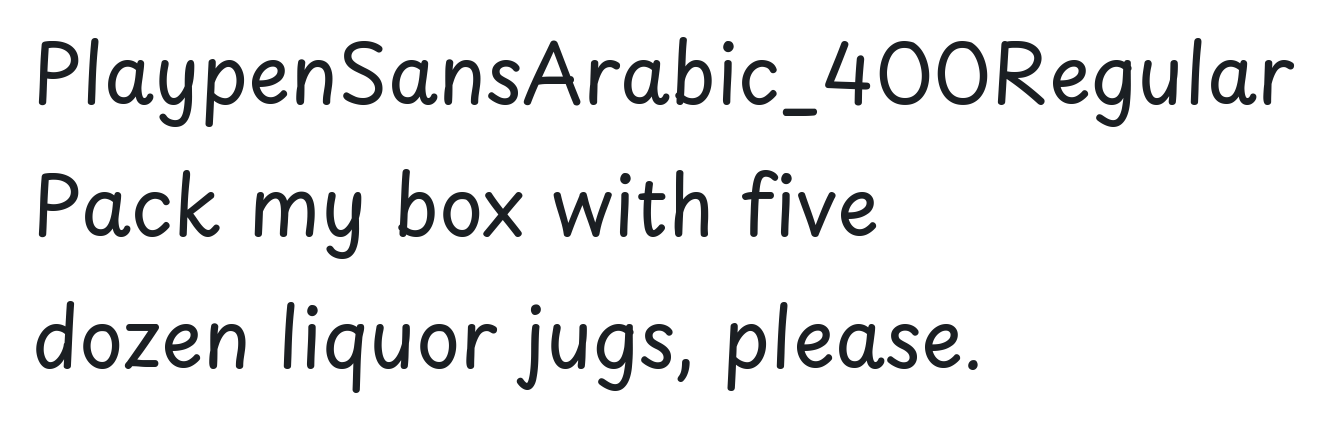 PlaypenSansArabic_400Regular
Pack my box with five
dozen liquor jugs, please.